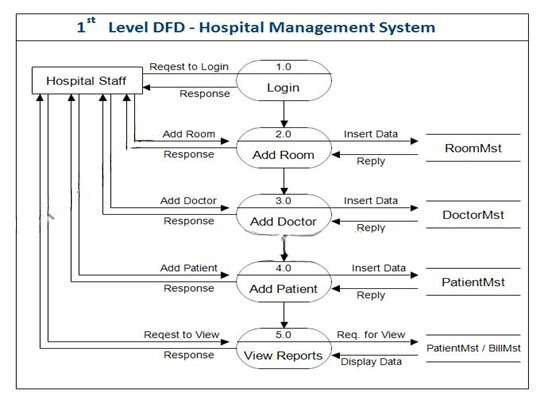 1st Level DFD - Hospital Management System
Hospital Staff
Reqest to Login
Response
1.0
Login
Add Room
Response
2.0
Add Room
Insert Data
Reply
RoomMst
Add Doctor
Response
3.0
Add Doctor
Insert Data
Reply
DoctorMst
Add Patient
Response
4.0
Add Patient
Insert Data
Reply
PatientMst
Reqest to View
Response
5.0
View Reports
Req. for View
Display Data
PatientMst / BillMst